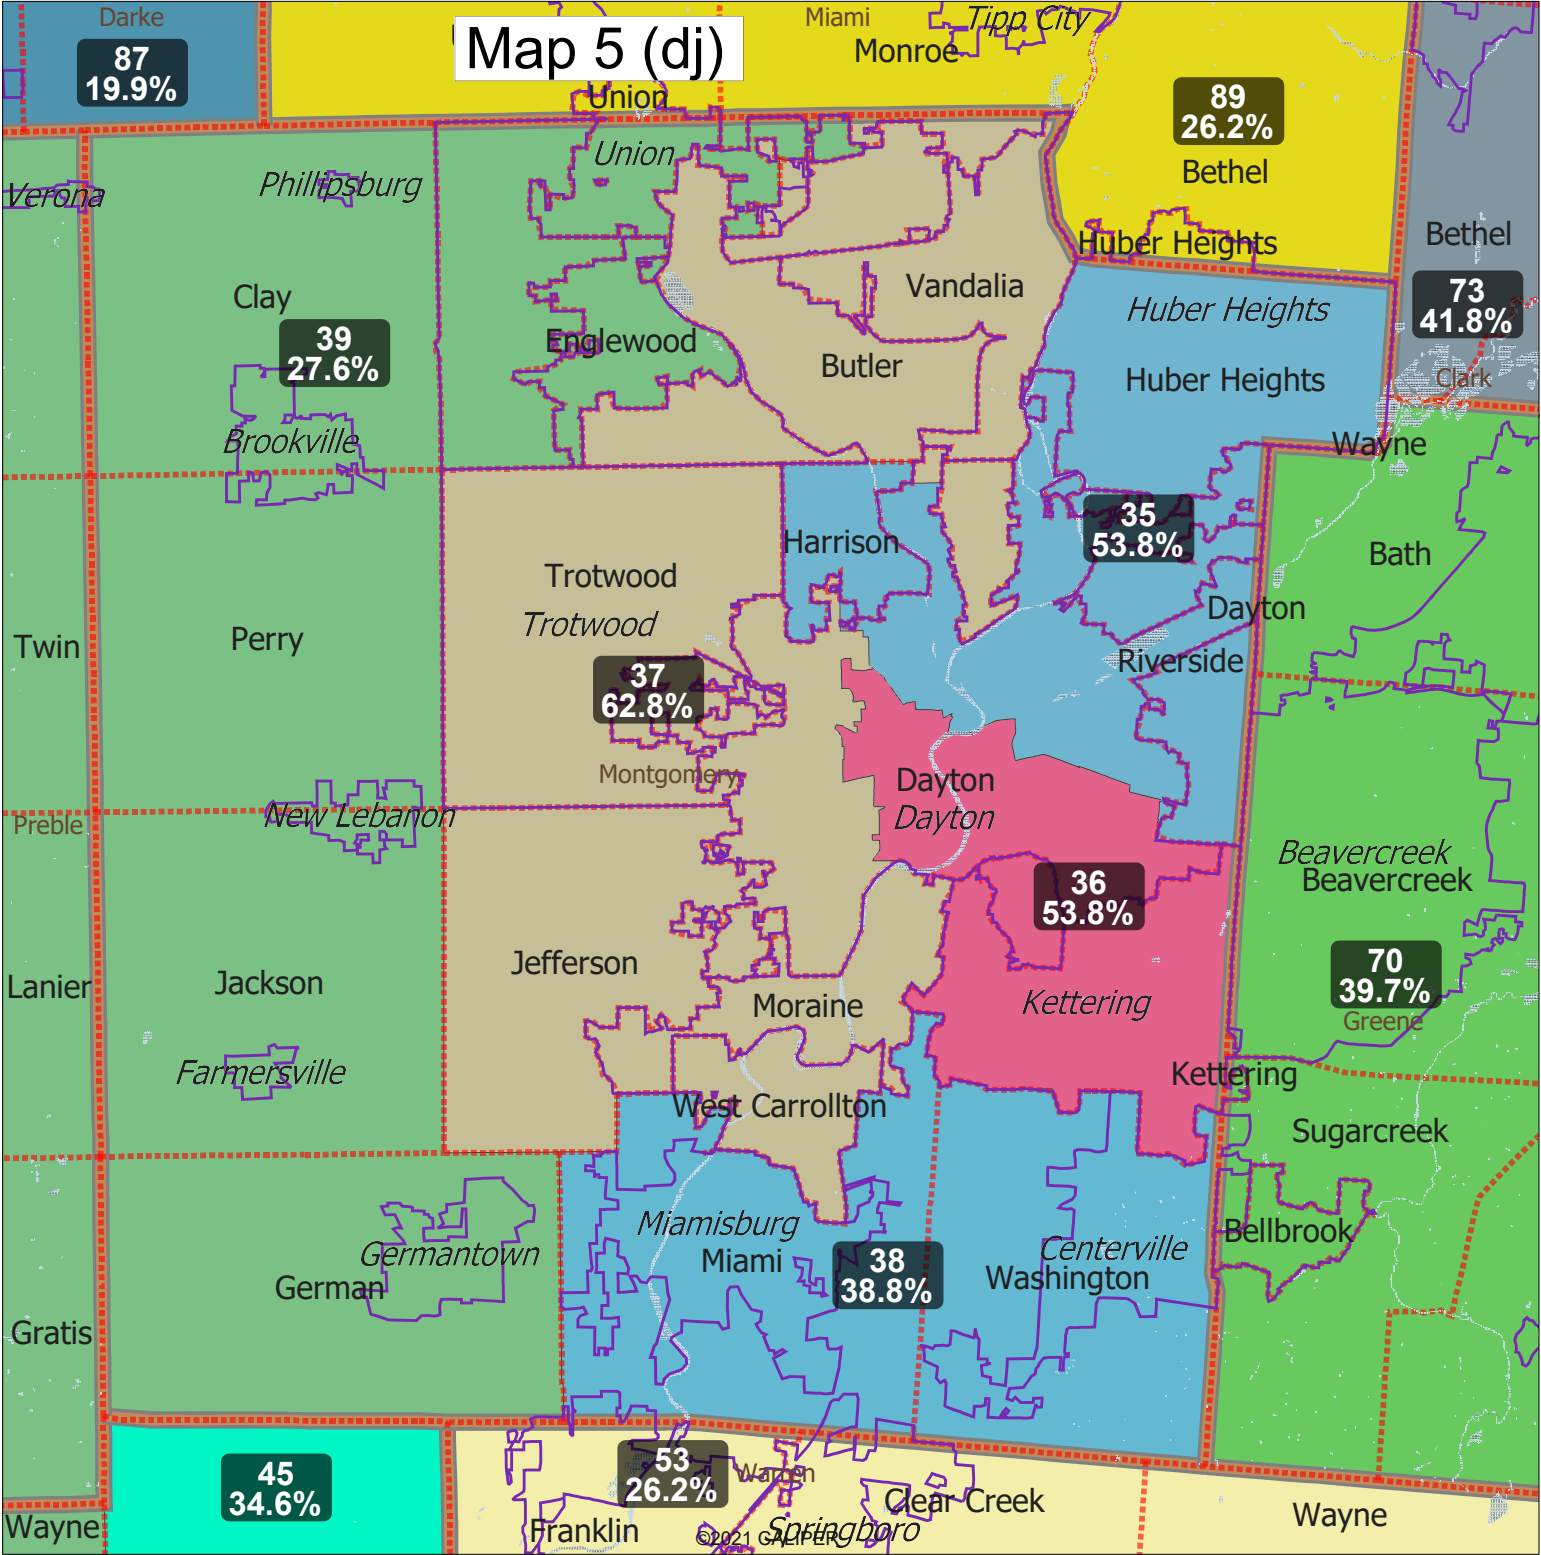 Darke
87
19.9%
Map 5 (dj)
Miami
Tipp City
Monroe
Union
89
26.2%
Bethel
Union
Phillipsburg
Verona
Huber Heights
Bethel
Clay
Vandalia
73
41.8%
Huber Heights
39
27.6%
Englewood
Butler
Huber Heights
Clark
Brookville
Wayne
35
53.8%
Harrison
Bath
Trotwood
Trotwood
Dayton
Twin
Perry
Riverside
37
62.8%
Montgomery
Dayton
Dayton
New Lebanon
Preble
Beavercreek
Beavercreek
36
53.8%
Jefferson
70
39.7%
Greene
Lanier
Jackson
Moraine
Kettering
Farmersville
Kettering
West Carrollton
Sugarcreek
Miamisburg
Miami
Bellbrook
Centerville
Washington
Germantown
German
38
38.8%
Gratis
45
34.6%
53
26.2%
Warren
Clear Creek
Wayne
Wayne
Franklin
Springboro
©2021 CALIPER